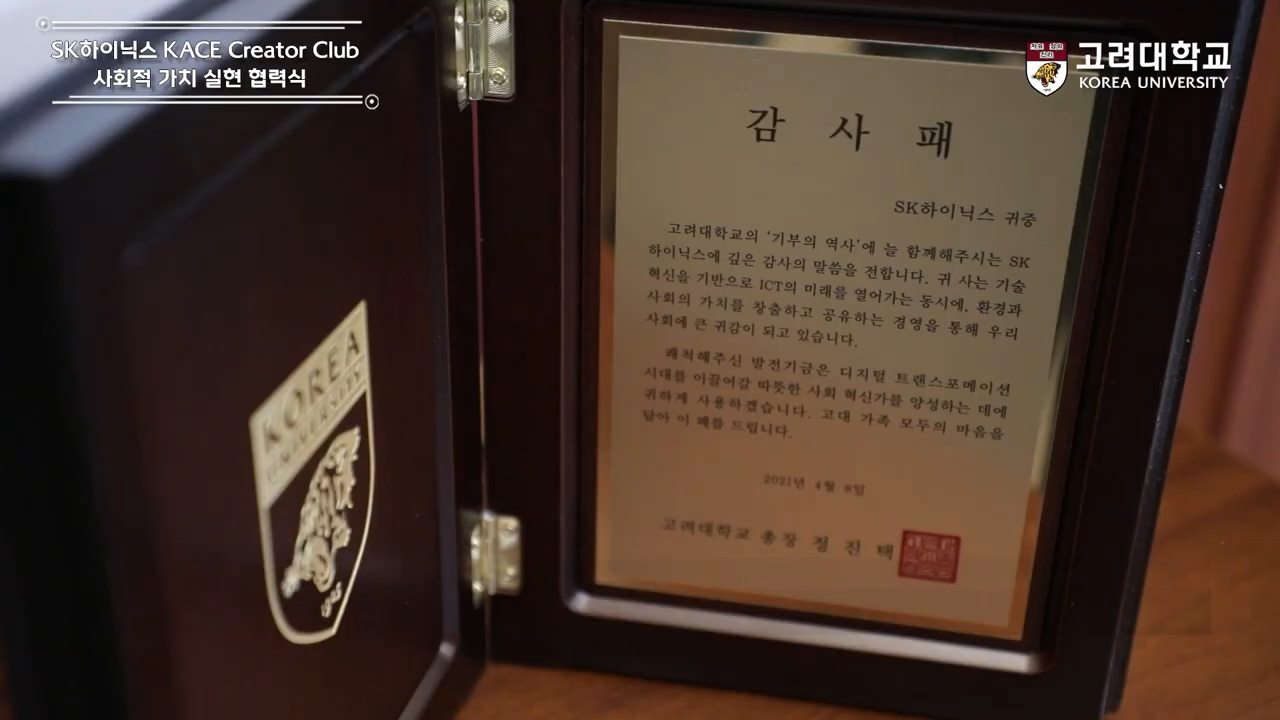 SK하이닉스 KACE Creator Club
사회적 가치 실현 협력식
고려대학교
KOREA UNIVERSITY
감 사 패
SK하이닉스 귀중
고려대학교의 '기부의 역사'에 늘 함께해주시는 SK
하이닉스에 깊은 감사의 말씀을 전합니다. 귀 사는 기술
혁신을 기반으로 ICT의 미래를 열어가는 동시에, 환경과
사회의 가치를 창출하고 공유하는 경영을 통해 우리
사회에 큰 귀감이 되고 있습니다.
쾌척해주신 발전기금은 디지털 트랜스포메이션
시대를 이끌어갈 따뜻한 사회 혁신가를 양성하는 데에
귀하게 사용하겠습니다. 고대 가족 모두의 마음을
담아 이 패를 드립니다.
2021년 4월 8일
고려대학교 총장 정 진 택
KOREA
UNIVERSITY
1905